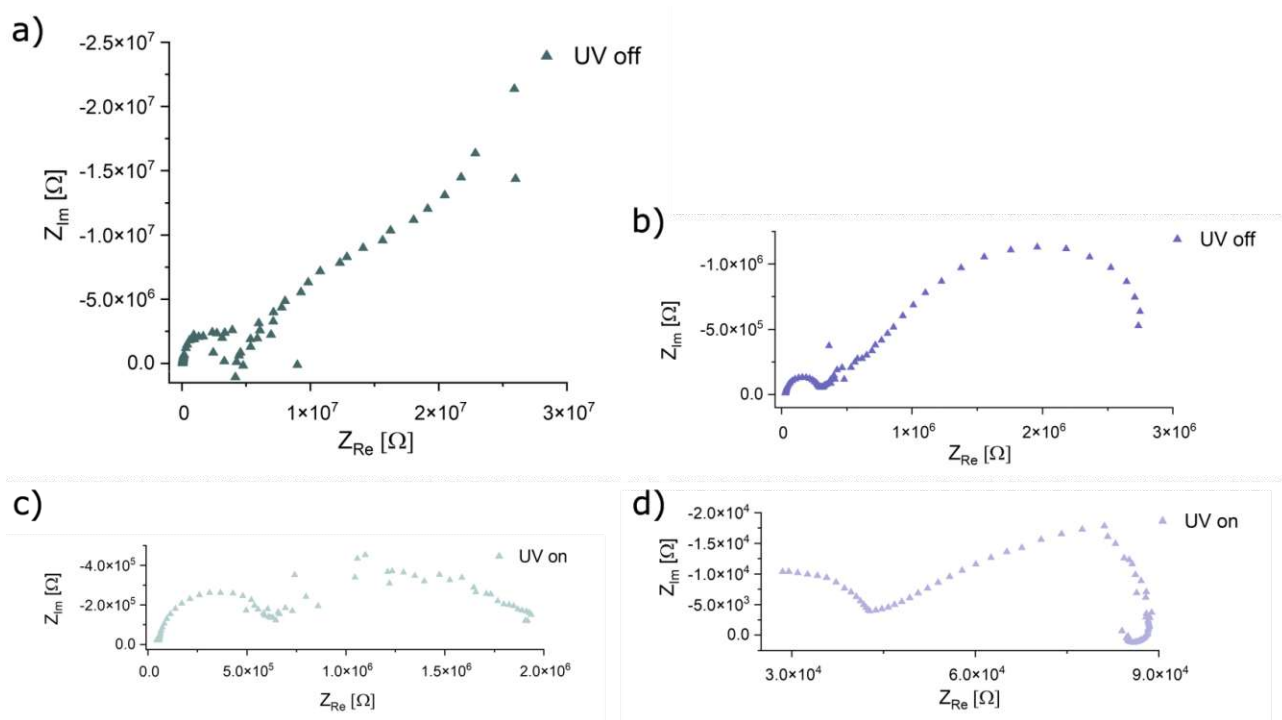 a)
-2.5×10⁷
-2.0×10⁷
-1.5×10⁷
-1.0×10⁷
-5.0×10⁶
0.0
Z_Im [Ω]
UV off
0
1×10⁷
2×10⁷
3×10⁷
Z_Re [Ω]
b)
-1.0×10⁶
-5.0×10⁵
0.0
Z_Im [Ω]
UV off
0
1×10⁶
2×10⁶
3×10⁶
Z_Re [Ω]
c)
-4.0×10⁵
-2.0×10⁵
0.0
Z_Im [Ω]
UV on
0.0
5.0×10⁵
1.0×10⁶
1.5×10⁶
2.0×10⁶
Z_Re [Ω]
d)
-2.0×10⁴
-1.5×10⁴
-1.0×10⁴
-5.0×10³
0.0
Z_Im [Ω]
UV on
3.0×10⁴
6.0×10⁴
9.0×10⁴
Z_Re [Ω]